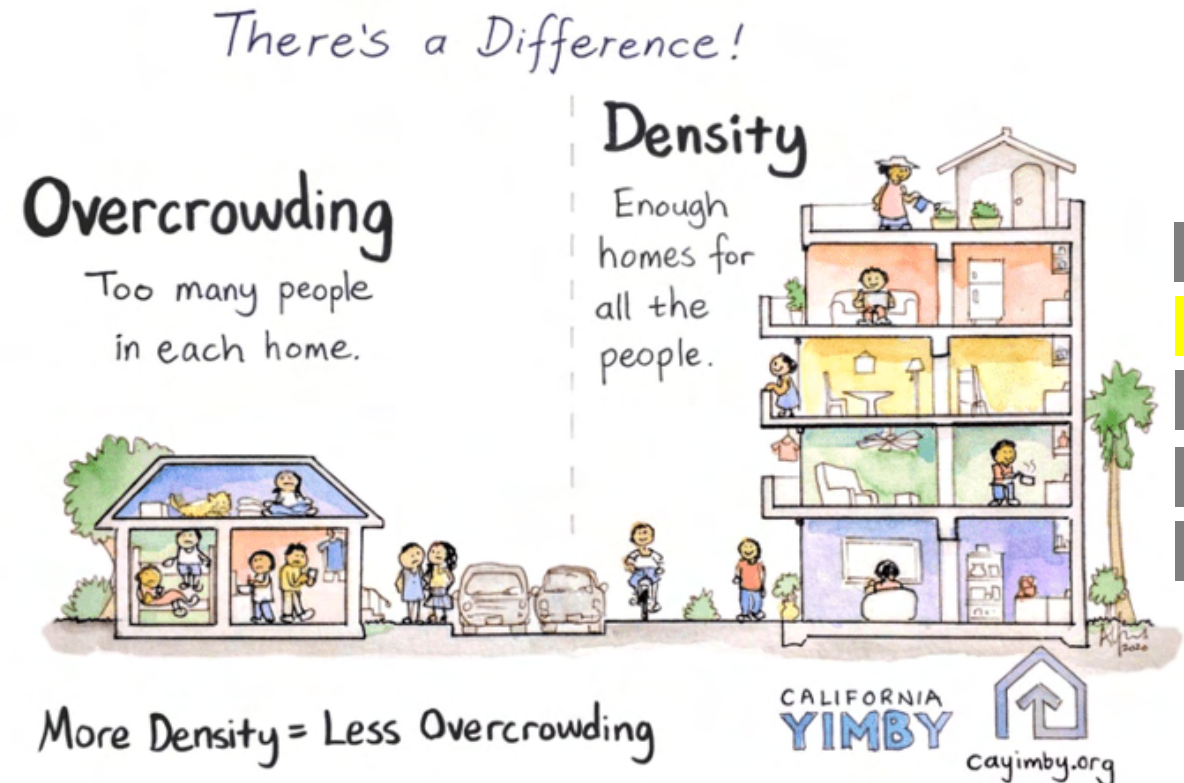 There's a Difference!
Overcrowding
Too many people
in each home.
Density
Enough
homes for
all the
people.
More Density = Less Overcrowding
CALIFORNIA
YIMBY
cayimby.org
2020